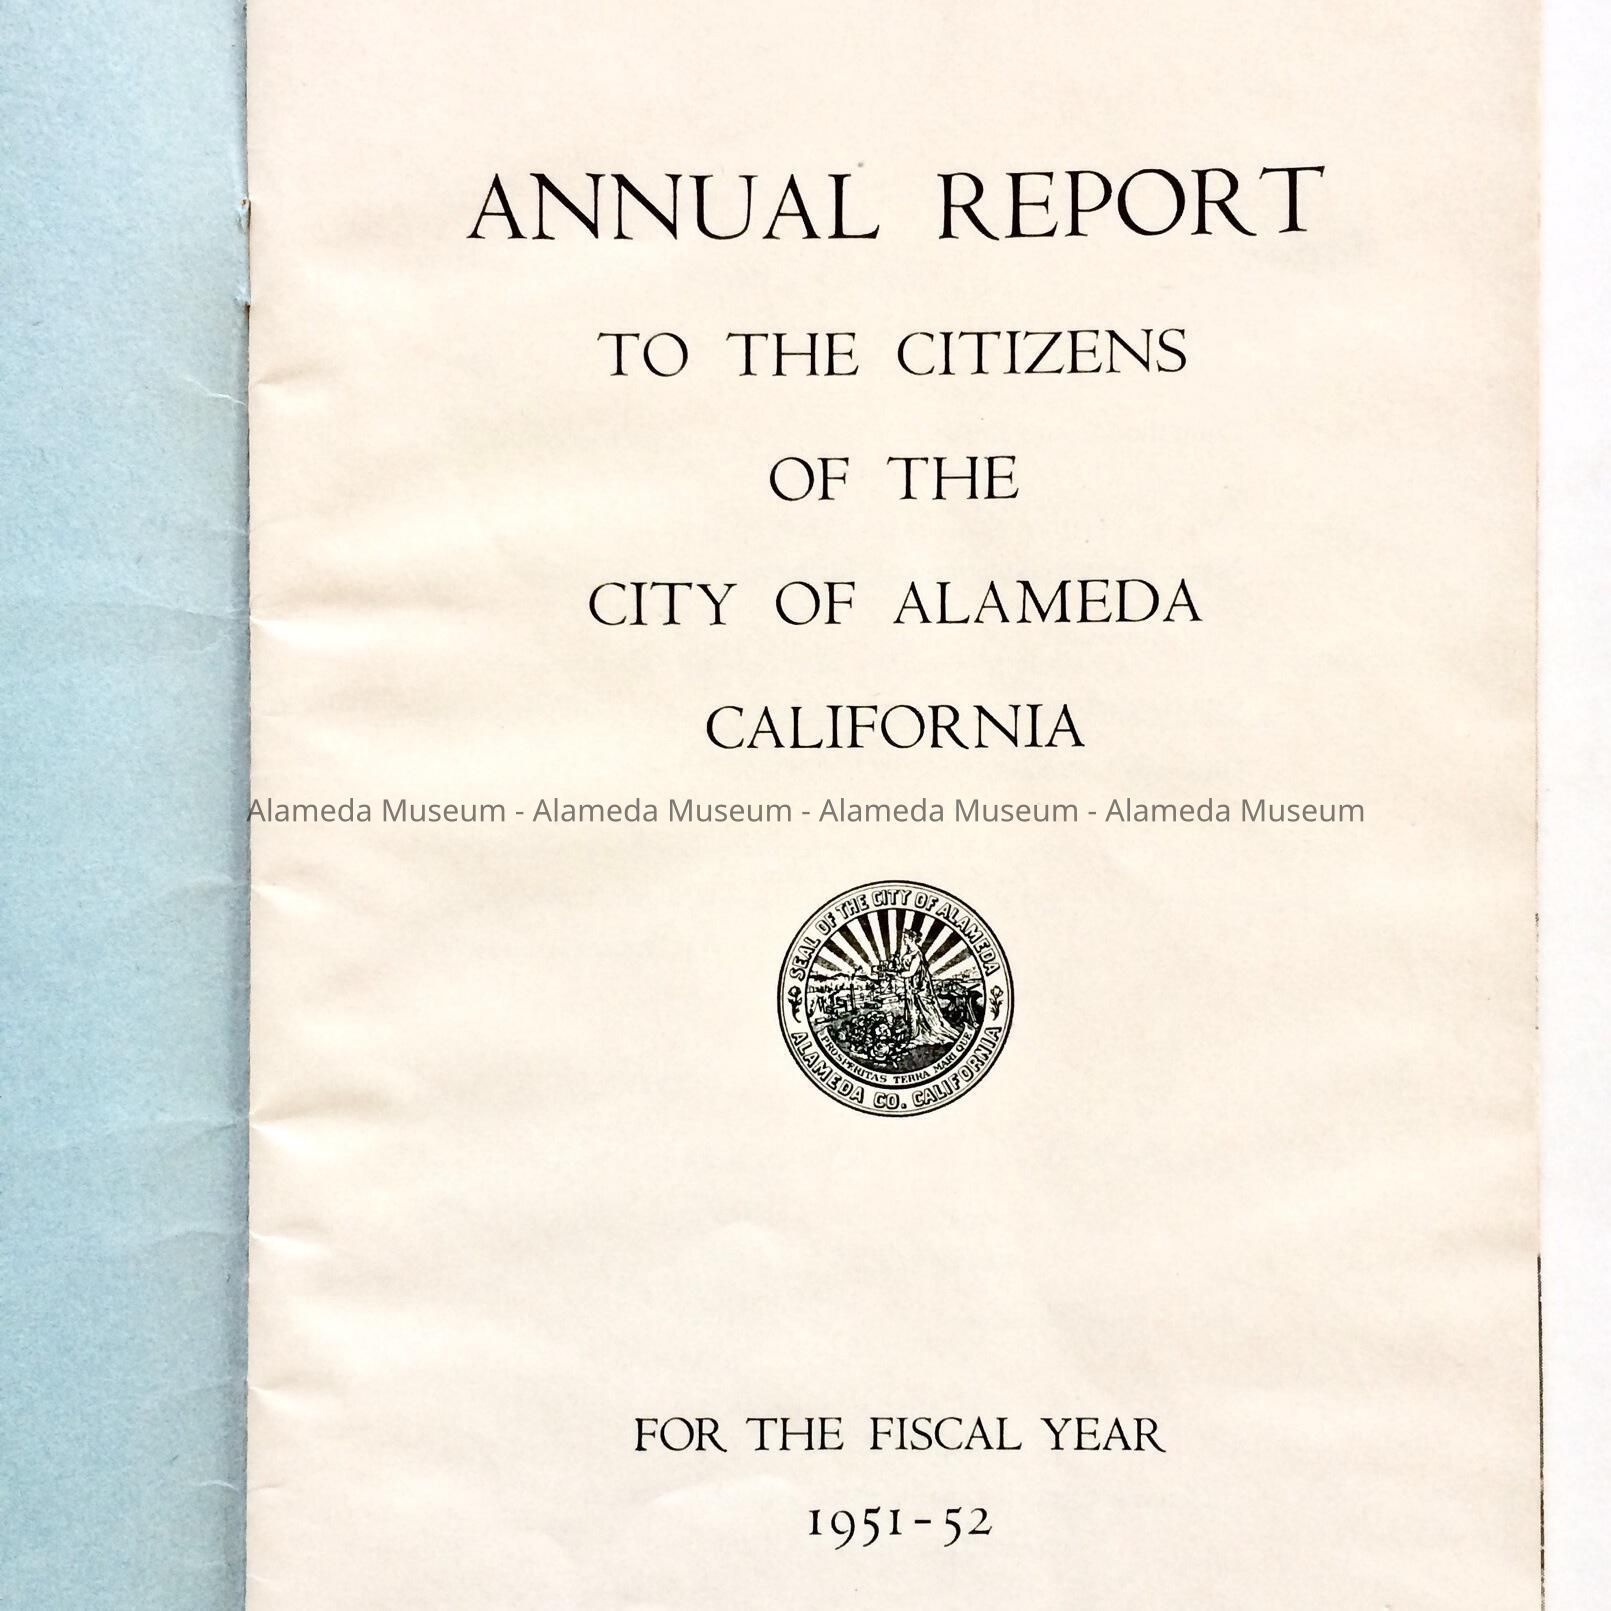 ANNUAL REPORT
TO THE CITIZENS
OF THE
CITY OF ALAMEDA
CALIFORNIA
Alameda Museum - Alameda Museum - Alameda Museum - Alameda Museum
SEAL OF THE CITY OF ALAMEDA
PROSPERITAS TERRA MARI QUE
ALAMEDA CO. CALIFORNIA
FOR THE FISCAL YEAR
1951-52